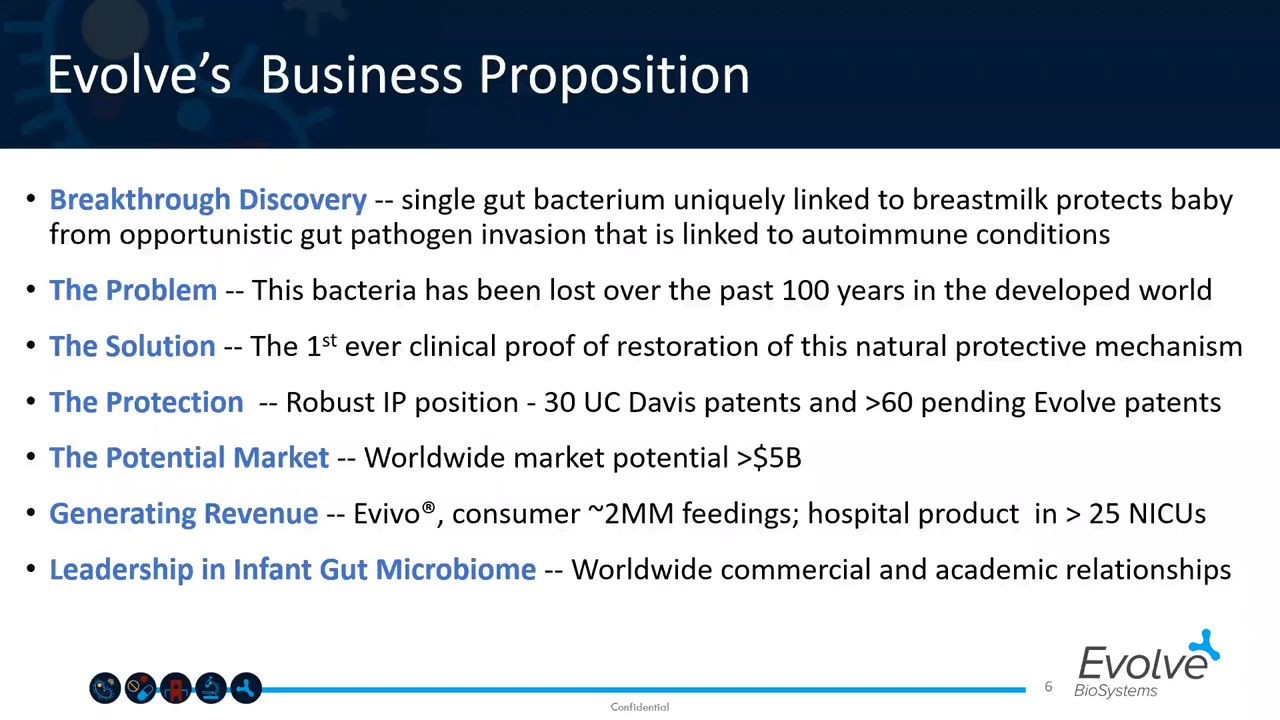 Evolve’s  Business Proposition
• Breakthrough Discovery -- single gut bacterium uniquely linked to breastmilk protects baby
from opportunistic gut pathogen invasion that is linked to autoimmune conditions
• The Problem -- This bacteria has been lost over the past 100 years in the developed world
• The Solution -- The 1st ever clinical proof of restoration of this natural protective mechanism
• The Protection  -- Robust IP position - 30 UC Davis patents and >60 pending Evolve patents
• The Potential Market -- Worldwide market potential >$5B
• Generating Revenue -- Evivo®, consumer ~2MM feedings; hospital product  in > 25 NICUs
• Leadership in Infant Gut Microbiome -- Worldwide commercial and academic relationships
6
Evolve
BioSystems
Confidential